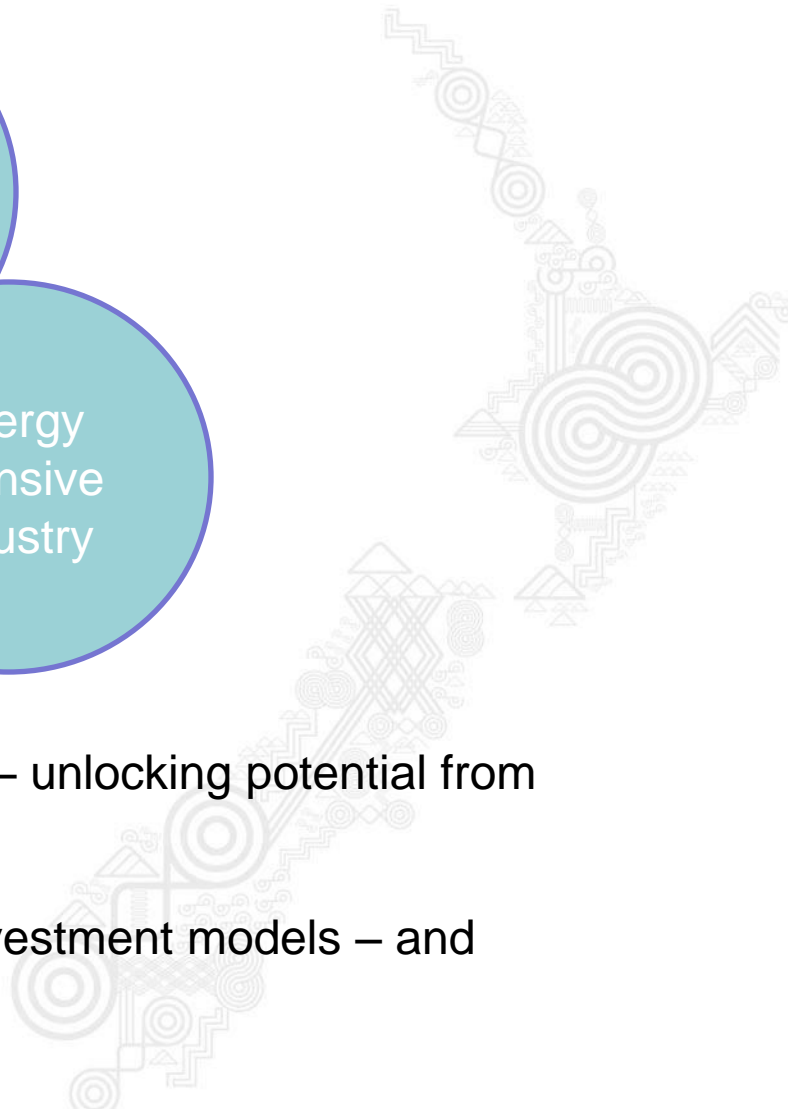 ergy
nsive
ustry
– unlocking potential from
vestment models – and